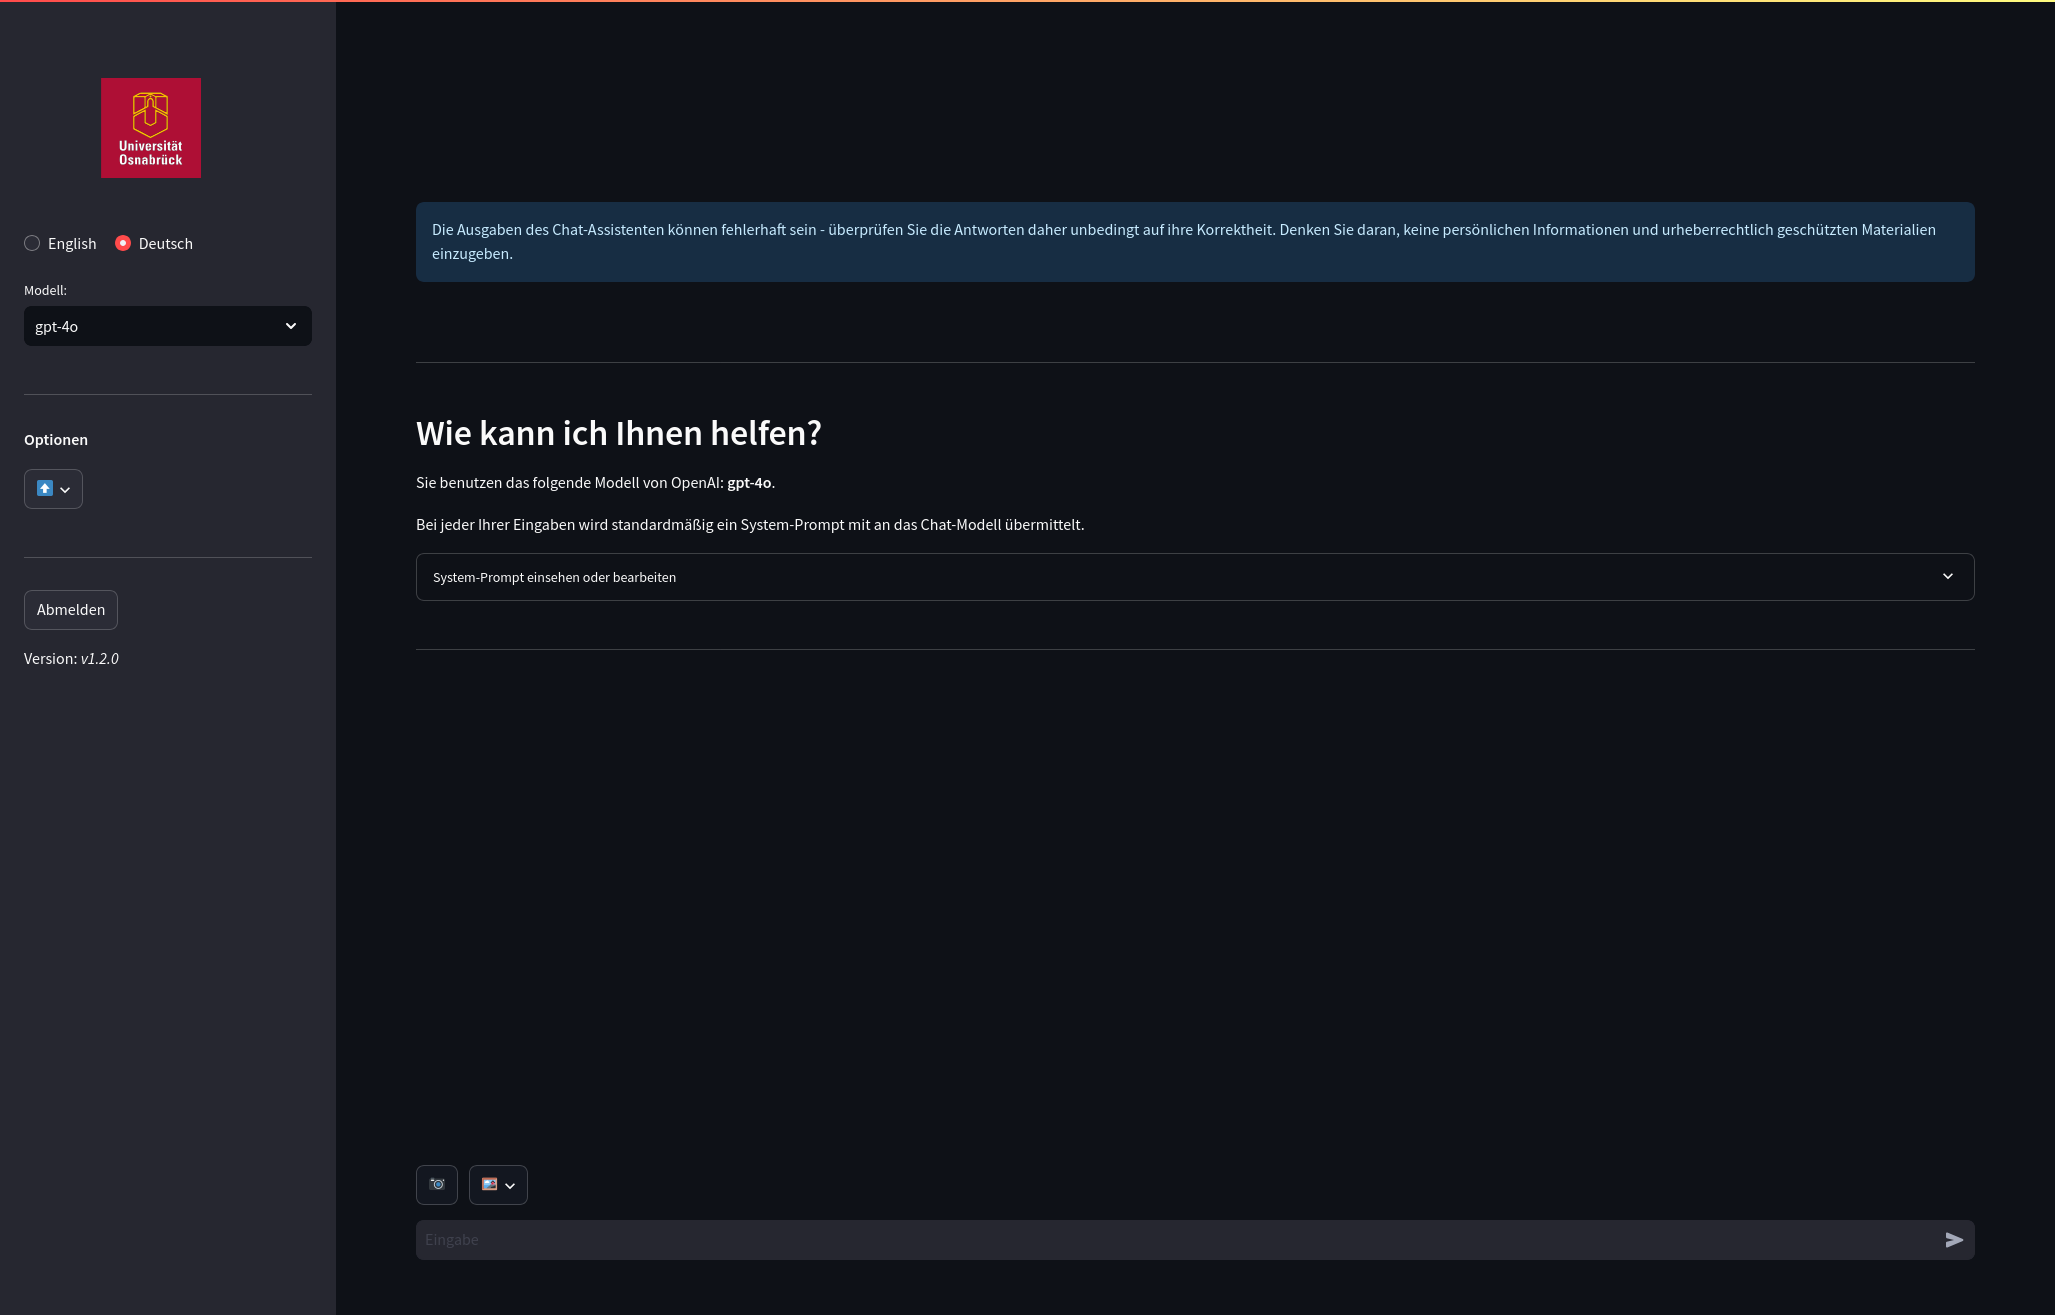 Universität
Osnabrück
English
Deutsch
Modell:
gpt-4o
Optionen
Abmelden
Version: v1.2.0
Die Ausgaben des Chat-Assistenten können fehlerhaft sein - überprüfen Sie die Antworten daher unbedingt auf ihre Korrektheit. Denken Sie daran, keine persönlichen Informationen und urheberrechtlich geschützten Materialien
einzugeben.
Wie kann ich Ihnen helfen?
Sie benutzen das folgende Modell von OpenAI: gpt-4o.
Bei jeder Ihrer Eingaben wird standardmäßig ein System-Prompt mit an das Chat-Modell übermittelt.
System-Prompt einsehen oder bearbeiten
Eingabe